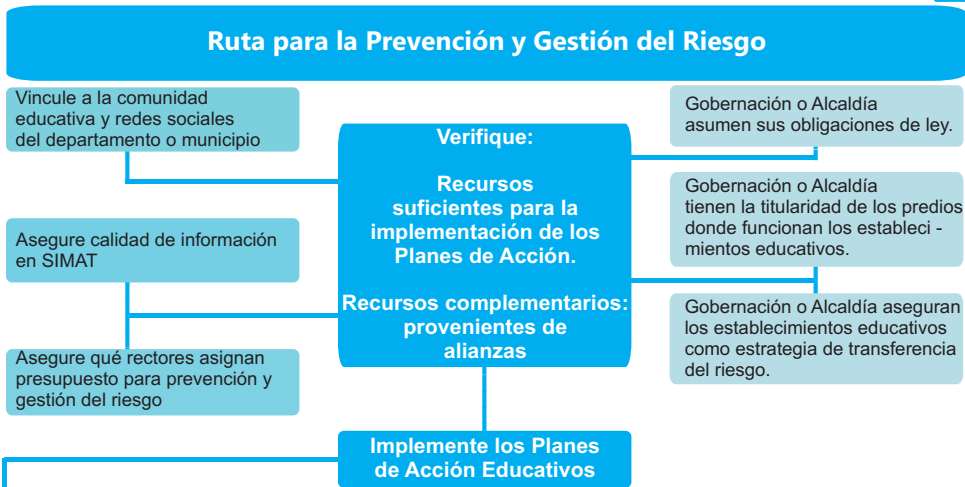 Ruta para la Prevención y Gestión del Riesgo
Vincule a la comunidad
educativa y redes sociales
del departamento o municipio
Asegure calidad de información
en SIMAT
Asegure qué rectores asignan
presupuesto para prevención y
gestión del riesgo
Verifique:
Recursos
suficientes para la
implementación de los
Planes de Acción.
Recursos complementarios:
provenientes de
alianzas
Gobernación o Alcaldía
asumen sus obligaciones de ley.
Gobernación o Alcaldía
tienen la titularidad de los predios
donde funcionan los estableci -
mientos educativos.
Gobernación o Alcaldía aseguran
los establecimientos educativos
como estrategia de transferencia
del riesgo.
Implemente los Planes
de Acción Educativos